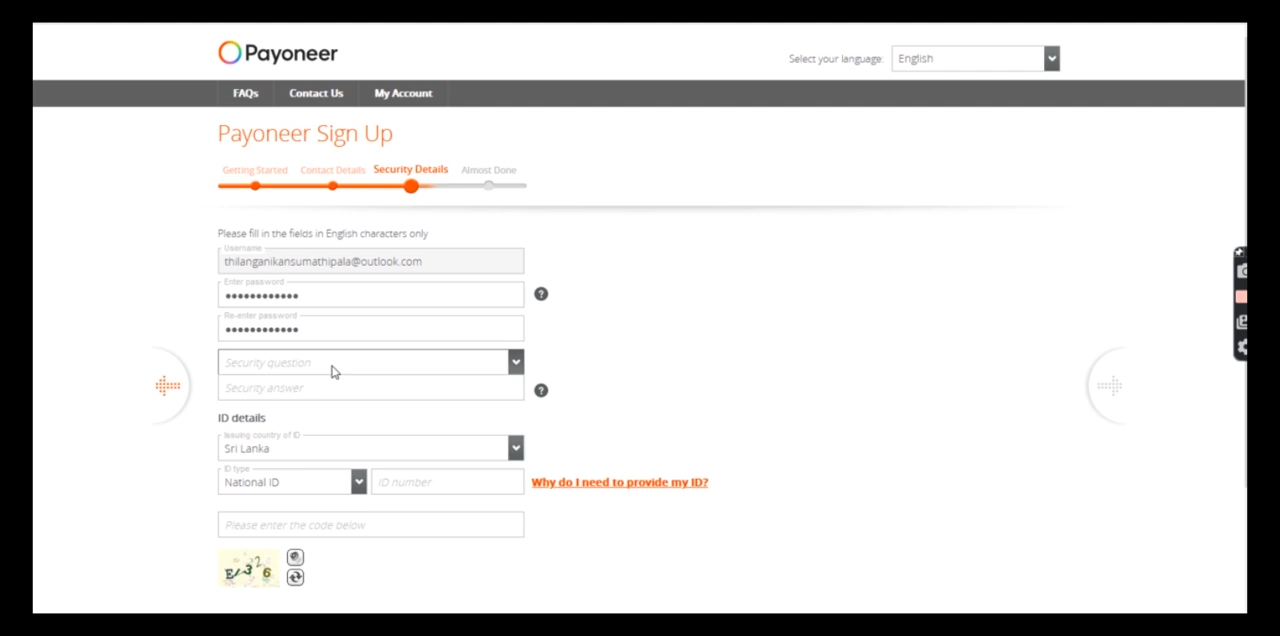 Payoneer
Select your language: English
FAQs Contact Us My Account
Payoneer Sign Up
Getting Started Contact Details Security Details Almost Done
Please fill in the fields in English characters only
Username
thilanganikansumathipala@outlook.com
Enter password
Re-enter password
Security question
Security answer
ID details
Issuing country of ID
Sri Lanka
ID type
National ID ID number Why do I need to provide my ID?
Please enter the code below